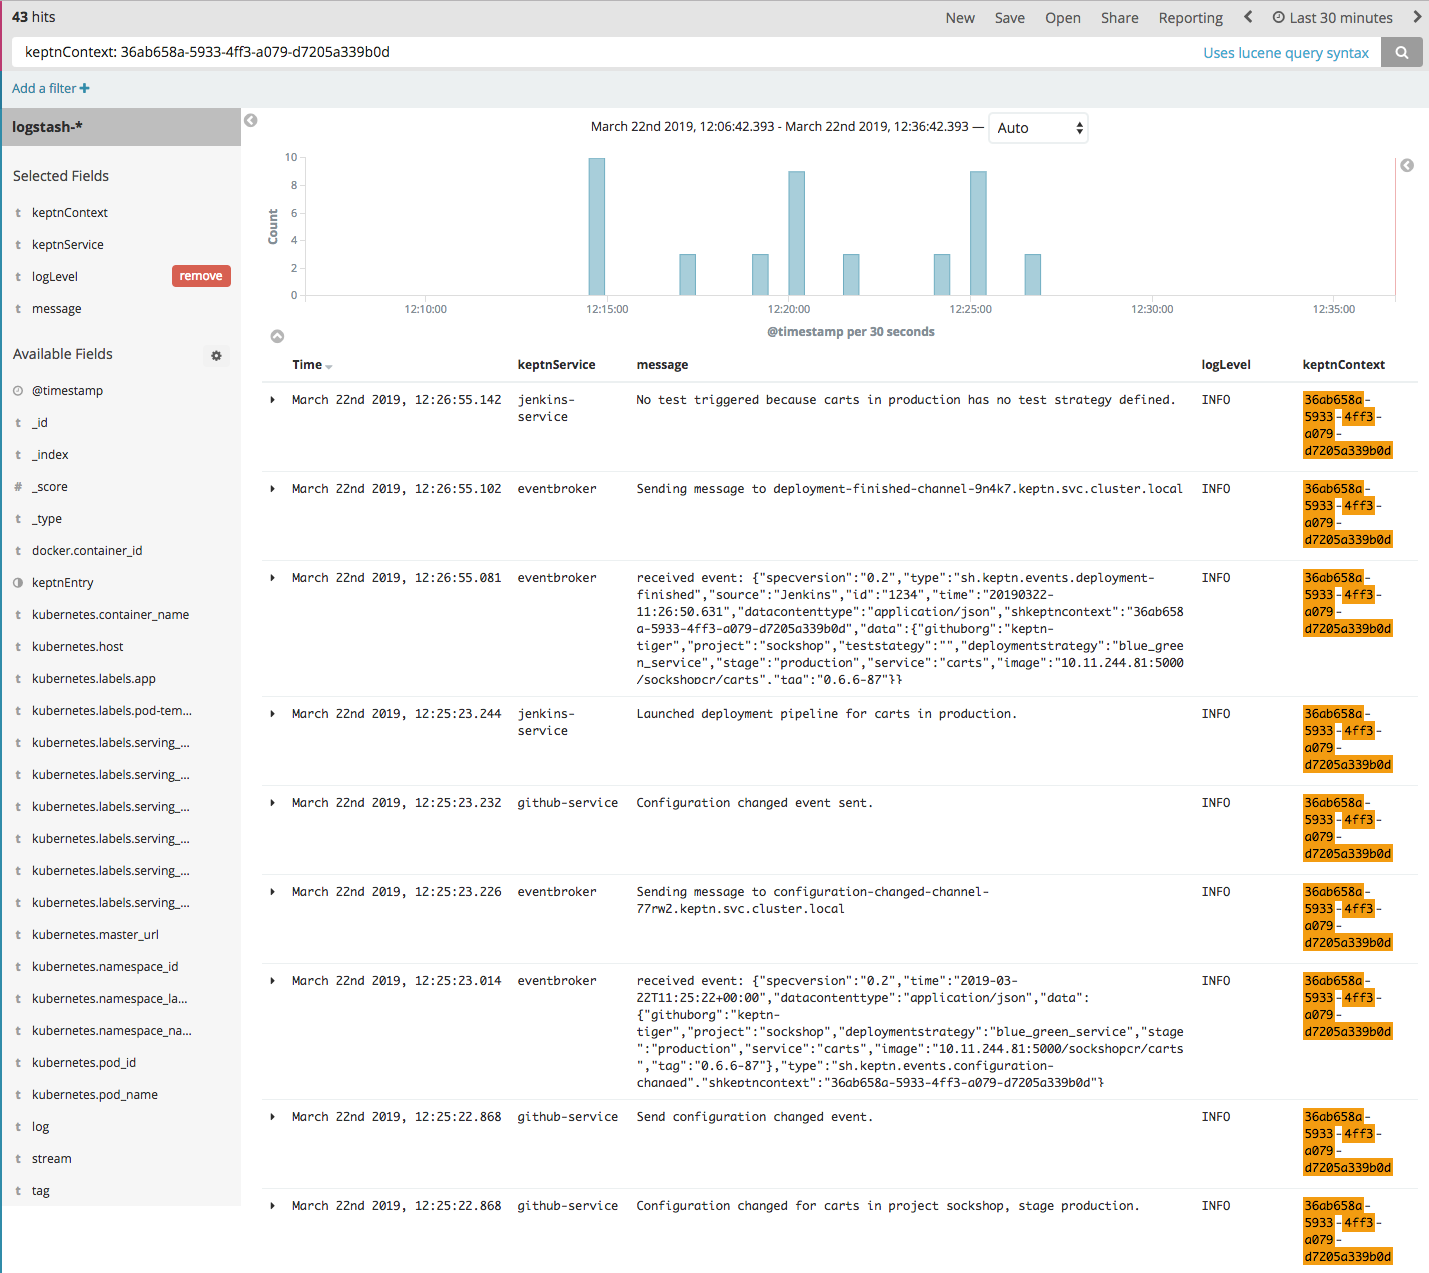 43 hits
New Save Open Share Reporting Last 30 minutes
keptnContext: 36ab658a-5933-4ff3-a079-d7205a339b0d
Uses lucene query syntax
Add a filter +
logstash-*
Selected Fields
t keptnContext
t keptnService
t logLevel remove
t message
Available Fields
@timestamp
t _id
t _index
# _score
t _type
t docker.container_id
keptnEntry
t kubernetes.container_name
t kubernetes.host
t kubernetes.labels.app
t kubernetes.labels.pod-tem...
t kubernetes.labels.serving_...
t kubernetes.labels.serving_...
t kubernetes.labels.serving_...
t kubernetes.labels.serving_...
t kubernetes.labels.serving_...
t kubernetes.labels.serving_...
t kubernetes.master_url
t kubernetes.namespace_id
t kubernetes.namespace_la...
t kubernetes.namespace_na...
t kubernetes.pod_id
t kubernetes.pod_name
t log
t stream
t tag
March 22nd 2019, 12:06:42.393 - March 22nd 2019, 12:36:42.393 — Auto
Count
10
8
6
4
2
0
12:10:00 12:15:00 12:20:00 12:25:00 12:30:00 12:35:00
@timestamp per 30 seconds
Time keptnService message logLevel keptnContext
March 22nd 2019, 12:26:55.142 jenkins- No test triggered because carts in production has no test strategy defined. INFO 36ab658a-
service 5933-4ff3-
a079-
d7205a339b0d
March 22nd 2019, 12:26:55.102 eventbroker Sending message to deployment-finished-channel-9n4k7.keptn.svc.cluster.local INFO 36ab658a-
5933-4ff3-
a079-
d7205a339b0d
March 22nd 2019, 12:26:55.081 eventbroker received event: {"specversion":"0.2","type":"sh.keptn.events.deployment- INFO 36ab658a-
finished","source":"Jenkins","id":"1234","time":"20190322- 5933-4ff3-
11:26:50.631","datacontenttype":"application/json","shkeptncontext":"36ab658 a079-
a-5933-4ff3-a079-d7205a339b0d","data":{"githuborg":"keptn- d7205a339b0d
tiger","project":"sockshop","teststategy":"","deploymentstrategy":"blue_gree
n_service","stage":"production","service":"carts","image":"10.11.244.81:5000
/sockshopcr/carts","tag":"0.6.6-87"}}
March 22nd 2019, 12:25:23.244 jenkins- Launched deployment pipeline for carts in production. INFO 36ab658a-
service 5933-4ff3-
a079-
d7205a339b0d
March 22nd 2019, 12:25:23.232 github-service Configuration changed event sent. INFO 36ab658a-
5933-4ff3-
a079-
d7205a339b0d
March 22nd 2019, 12:25:23.226 eventbroker Sending message to configuration-changed-channel- INFO 36ab658a-
77rw2.keptn.svc.cluster.local 5933-4ff3-
a079-
d7205a339b0d
March 22nd 2019, 12:25:23.014 eventbroker received event: {"specversion":"0.2","time":"2019-03- INFO 36ab658a-
22T11:25:22+00:00","datacontenttype":"application/json","data": 5933-4ff3-
{"githuborg":"keptn- a079-
tiger","project":"sockshop","deploymentstrategy":"blue_green_service","stage d7205a339b0d
":"production","service":"carts","image":"10.11.244.81:5000/sockshopcr/carts
","tag":"0.6.6-87"},"type":"sh.keptn.events.configuration-
changed","shkeptncontext":"36ab658a-5933-4ff3-a079-d7205a339b0d"}
March 22nd 2019, 12:25:22.868 github-service Send configuration changed event. INFO 36ab658a-
5933-4ff3-
a079-
d7205a339b0d
March 22nd 2019, 12:25:22.868 github-service Configuration changed for carts in project sockshop, stage production. INFO 36ab658a-
5933-4ff3-
a079-
d7205a339b0d